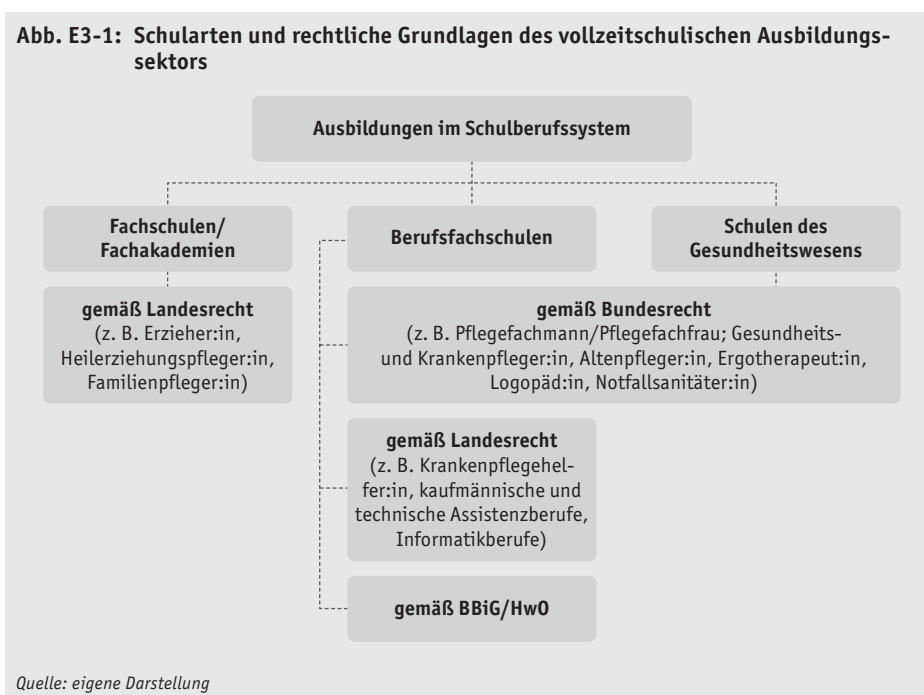 Abb. E3-1: Schularten und rechtliche Grundlagen des vollzeitschulischen Ausbildungs-
sektors
Ausbildungen im Schulberufssystem
Fachschulen/
Fachakademien
Berufsfachschulen
Schulen des
Gesundheitswesens
gemäß Landesrecht
(z. B. Erzieher:in,
Heilerziehungspfleger:in,
Familienpfleger:in)
gemäß Bundesrecht
(z. B. Pflegefachmann/Pflegefachfrau; Gesundheits-
und Krankenpfleger:in, Altenpfleger:in, Ergotherapeut:in,
Logopäd:in, Notfallsanitäter:in)
gemäß Landesrecht
(z. B. Krankenpflegehel-
fer:in, kaufmännische und
technische Assistenzberufe,
Informatikberufe)
gemäß BBiG/HwO
Quelle: eigene Darstellung